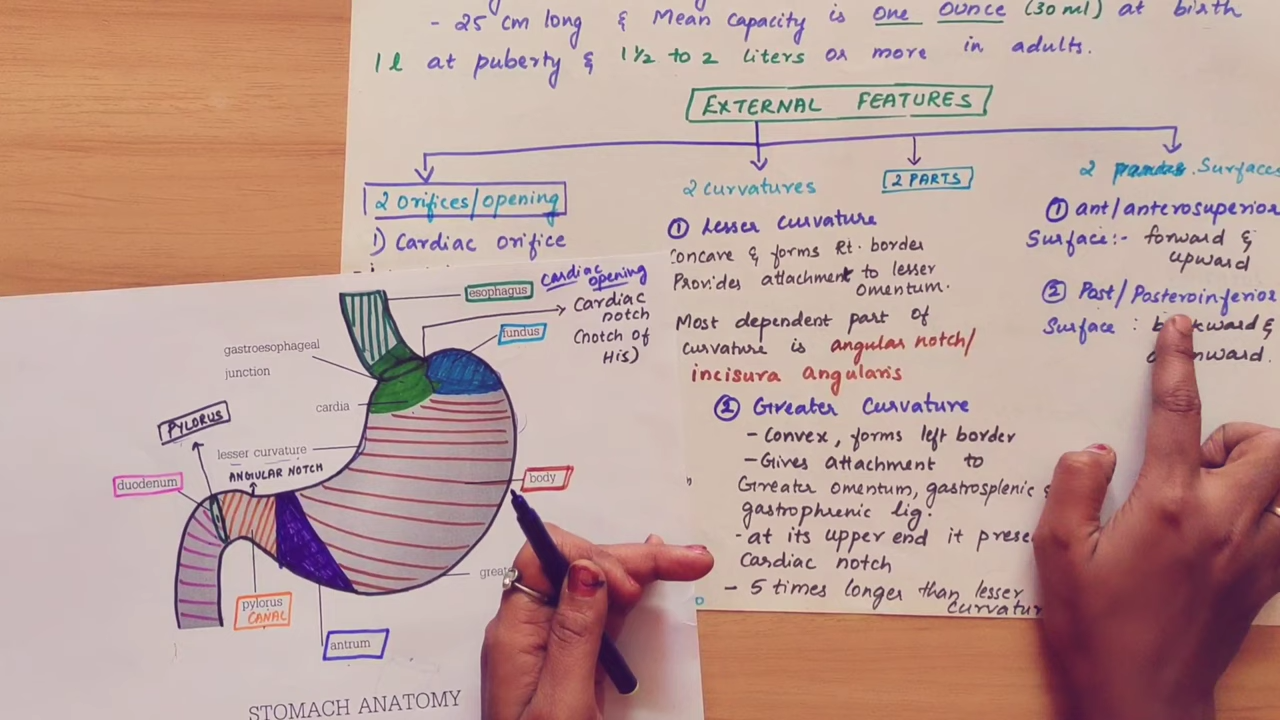 - 25 cm long & Mean capacity is one ounce (30 ml) at birth
1 l at puberty & 1½ to 2 liters or more in adults.
EXTERNAL FEATURES
2 Orifices/opening
1) Cardiac orifice
2 Curvatures
① Lesser Curvature
Concave & forms Rt. border
Provides attachment to lesser
omentum.
Most dependent part of
curvature is angular notch/
incisura angularis
② Greater Curvature
- Convex, forms left border
- Gives attachment to
Greater omentum, gastrosplenic
gastrophrenic lig.
- at its upper end it
Cardiac notch
- 5 times longer than lesser
2 PARTS
2 Surfaces
① ant/anterosuperior
Surface:- forward &
upward
② Post/Posteroinferior
Surface :
cardiac opening
esophagus
Cardiac
notch
(notch of
His)
fundus
gastroesophageal
junction
cardia
PYLORUS
lesser curvature
ANGULAR NOTCH
duodenum
body
pylorus
CANAL
antrum
STOMACH ANATOMY